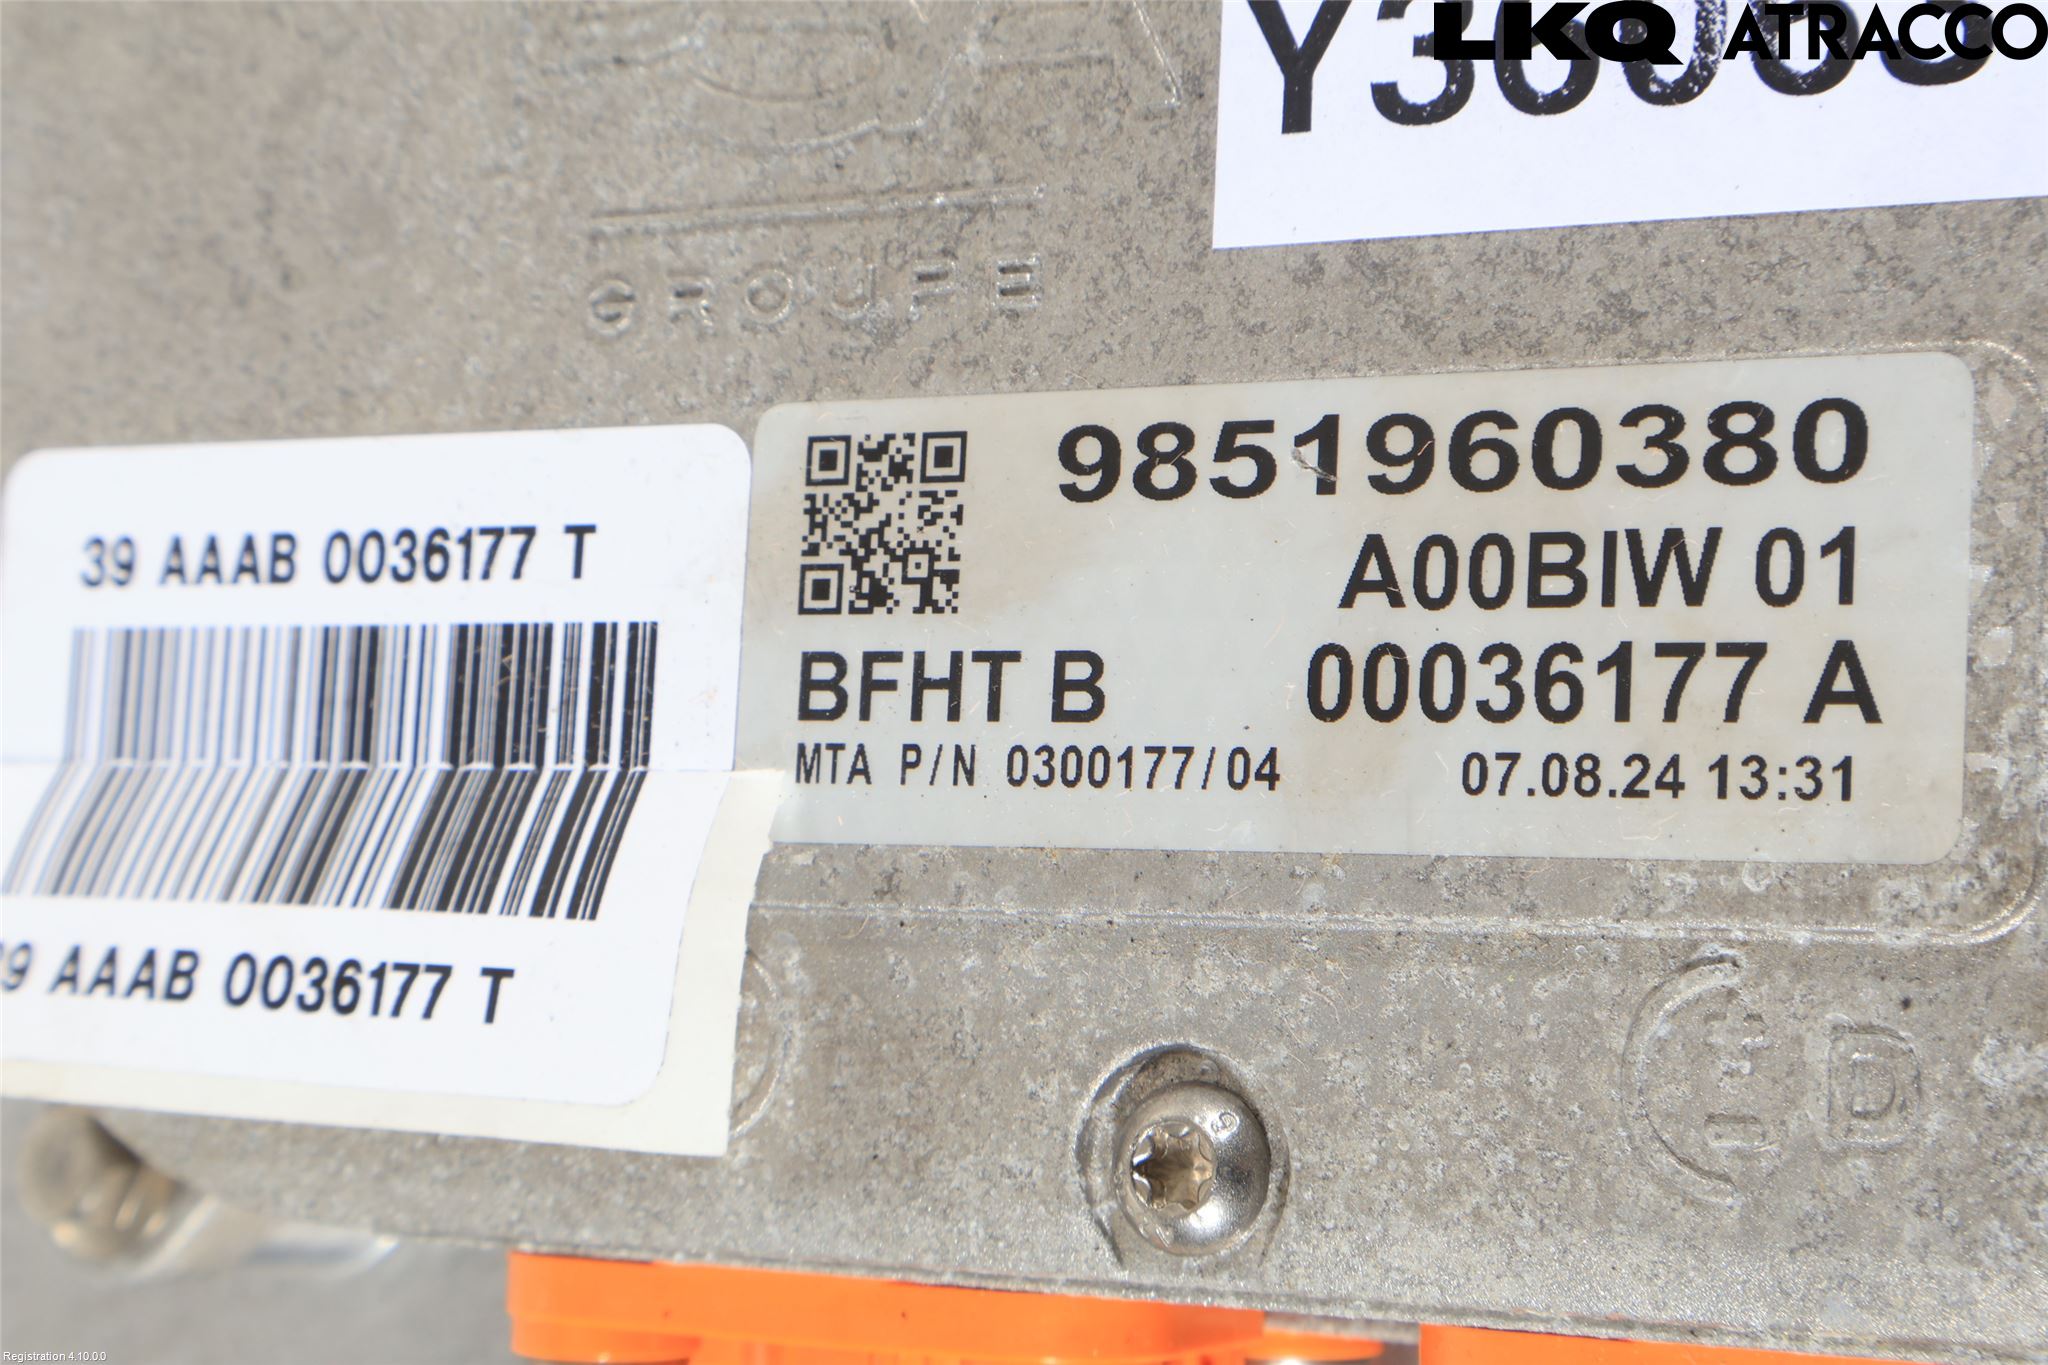 LKQ ATRACCO
GROUPE
9851960380
A00BIW 01
BFHT B 00036177 A
MTA P/N 0300177/04 07.08.24 13:31
39 AAAB 0036177 T
39 AAAB 0036177 T
D
Registration 4.10.0.0